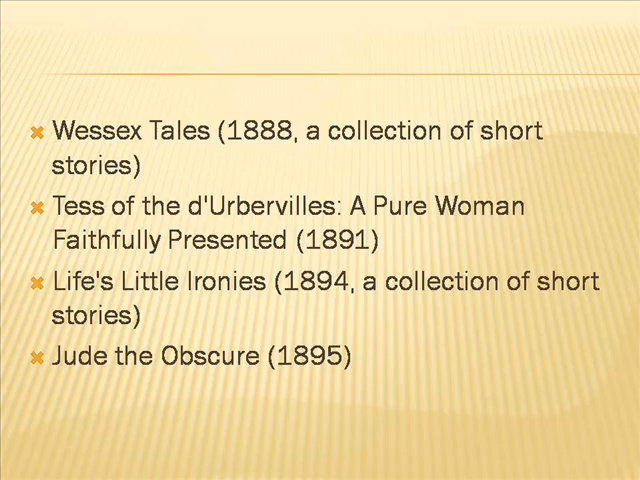 Wessex Tales (1888, a collection of short
stories)
Tess of the d'Urbervilles: A Pure Woman
Faithfully Presented (1891)
Life's Little Ironies (1894, a collection of short
stories)
Jude the Obscure (1895)